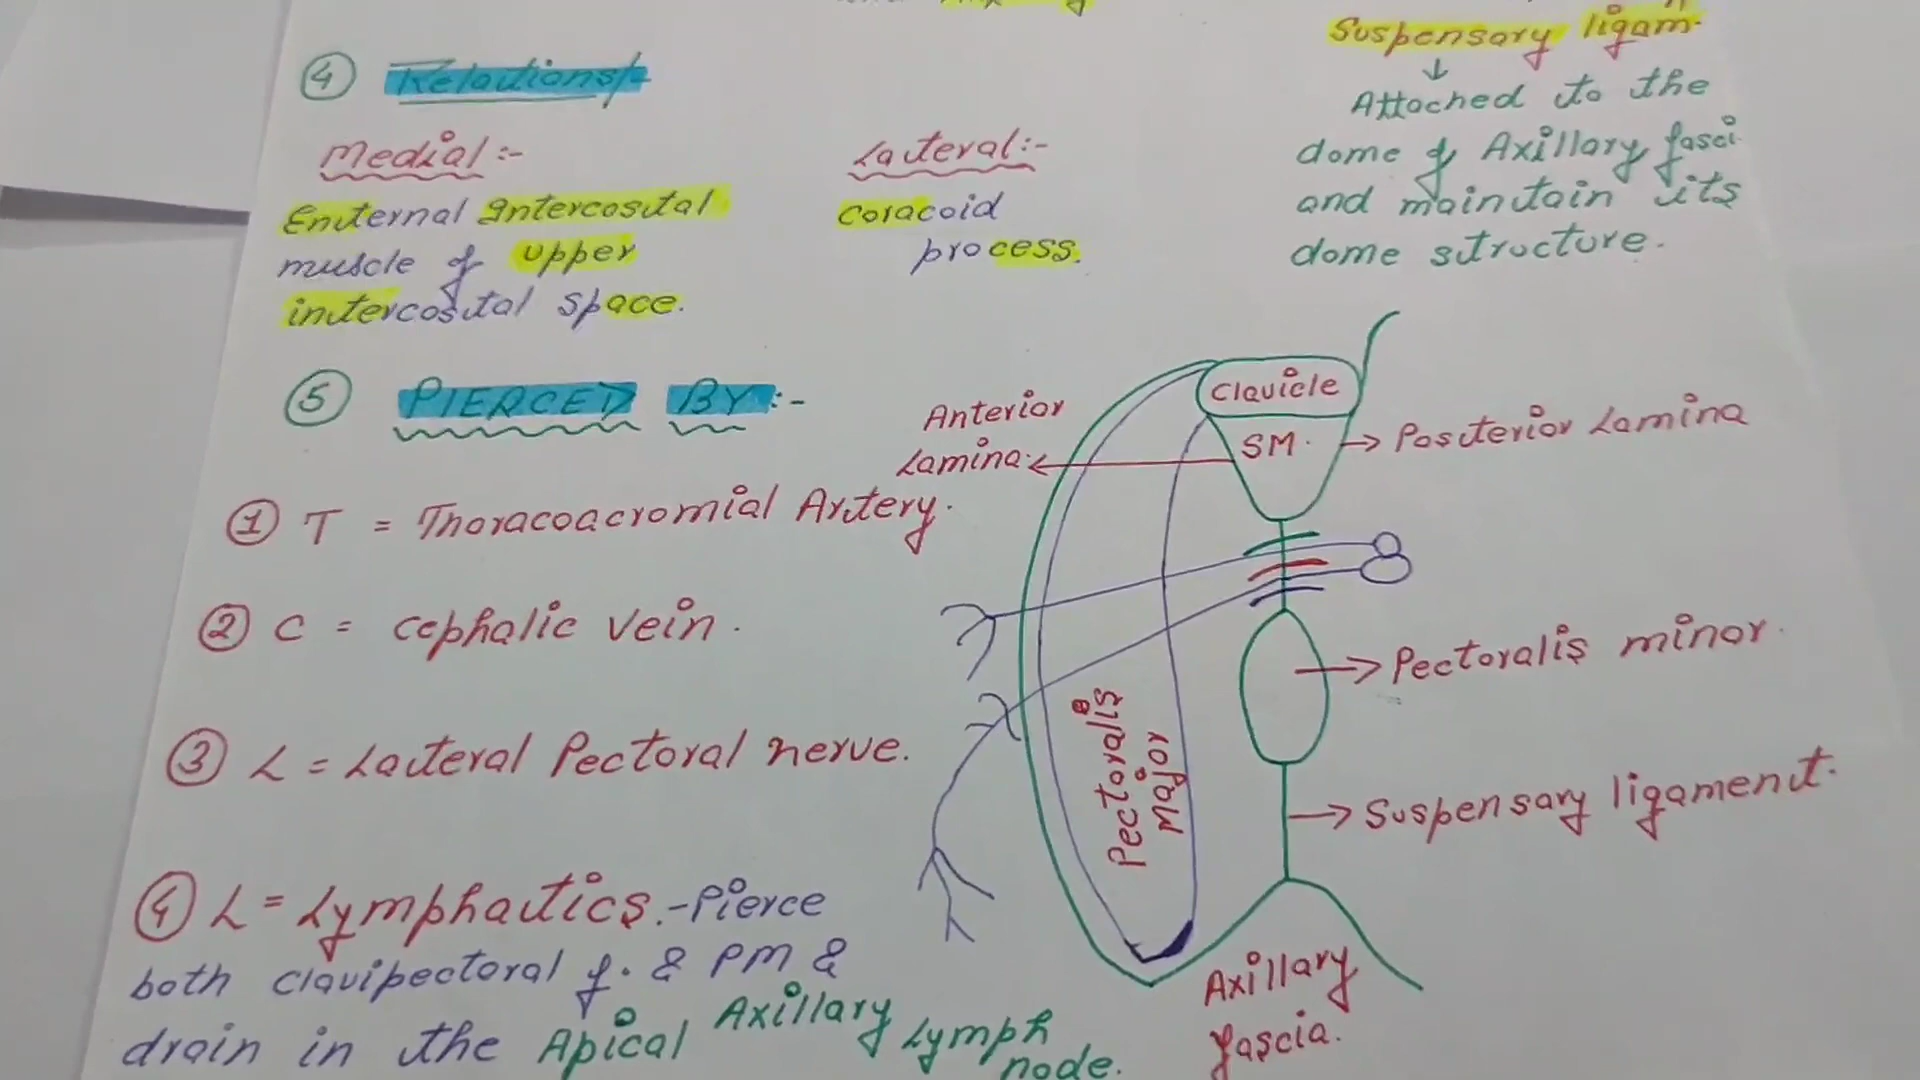 Suspensary ligam-
↓
Attached to the
dome of Axillary fasci
and maintain its
dome structure.
④ Relations:-
Medial:-
External Intercostal
muscle of upper
intercostal space.
Lateral:-
Coracoid
process.
⑤ PIERCED BY:-
① T = Thoracoacromial Artery.
② C = Cephalic vein.
③ L = Lateral Pectoral nerve.
④ L = Lymphatics.-Pierce
both clavipectoral f. & PM &
drain in the Apical Axillary Lymph
node.
Clavicle
SM.
Anterior
Lamina.
Posterior Lamina
Pectoralis minor.
Pectoralis
Major
Suspensary ligament.
Axillary
fascia.